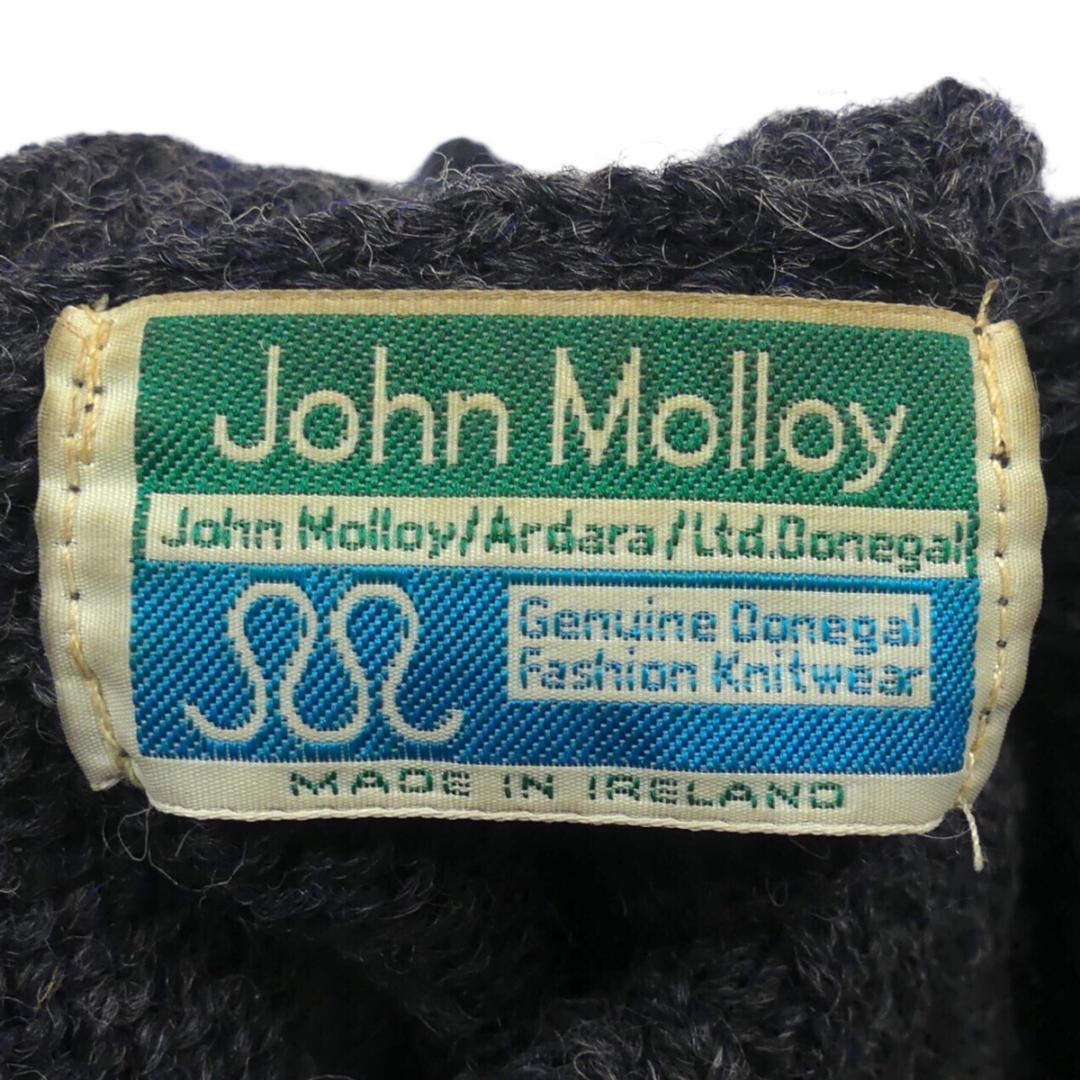 John Molloy
John Molloy/Ardara/Ltd.Donegal
Genuine Donegal
Fashion Knitwear
MADE IN IRELAND